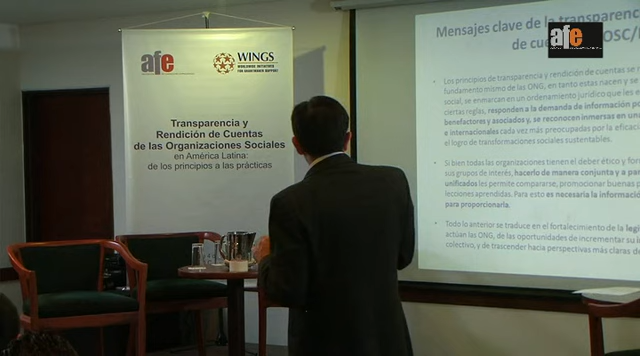 afe
WINGS
WORLDWIDE INITIATIVES
FOR GRANTMAKER SUPPORT
Transparencia y
Rendición de Cuentas
de las Organizaciones Sociales
en América Latina:
de los principios a las prácticas
afe
Mensajes clave de la transparencia
de cue OSC/
• Los principios de transparencia y rendición de cuentas se
fundamento mismo de las ONG, en tanto estas nacen y se
social, se enmarcan en un ordenamiento jurídico que les
ciertas reglas, responden a la demanda de información
benefactores y asociados, y se reconocen inmersas en un
e internacionales cada vez más preocupadas por la eficac
el logro de transformaciones sociales sustentables.
• Si bien todas las organizaciones tienen el deber ético y
sus grupos de interés, hacerlo de manera conjunta y a
unificados les permite compararse, promocionar buenas
lecciones aprendidas. Para esto es necesaria la información
para proporcionarla.
• Todo lo anterior se traduce en el fortalecimiento de la
actúan las ONG, de las oportunidades de incrementar su
colectivo, y de trascender hacia perspectivas más claras
afe